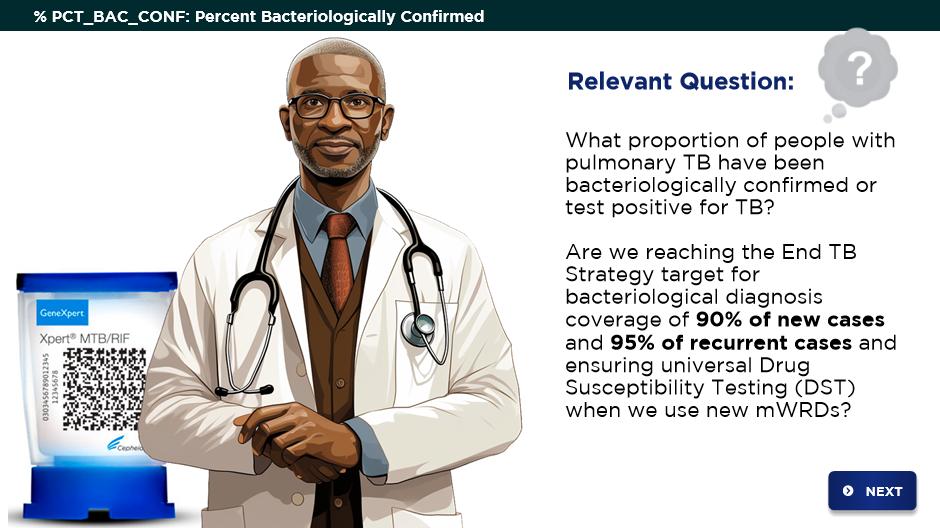 % PCT_BAC_CONF: Percent Bacteriologically Confirmed
?
Relevant Question:
What proportion of people with
pulmonary TB have been
bacteriologically confirmed or
test positive for TB?
Are we reaching the End TB
Strategy target for
bacteriological diagnosis
coverage of 90% of new cases
and 95% of recurrent cases and
ensuring universal Drug
Susceptibility Testing (DST)
when we use new mWRDs?
GeneXpert
Xpert® MTB/RIF
0303456789012345
12345678
Cepheid
NEXT